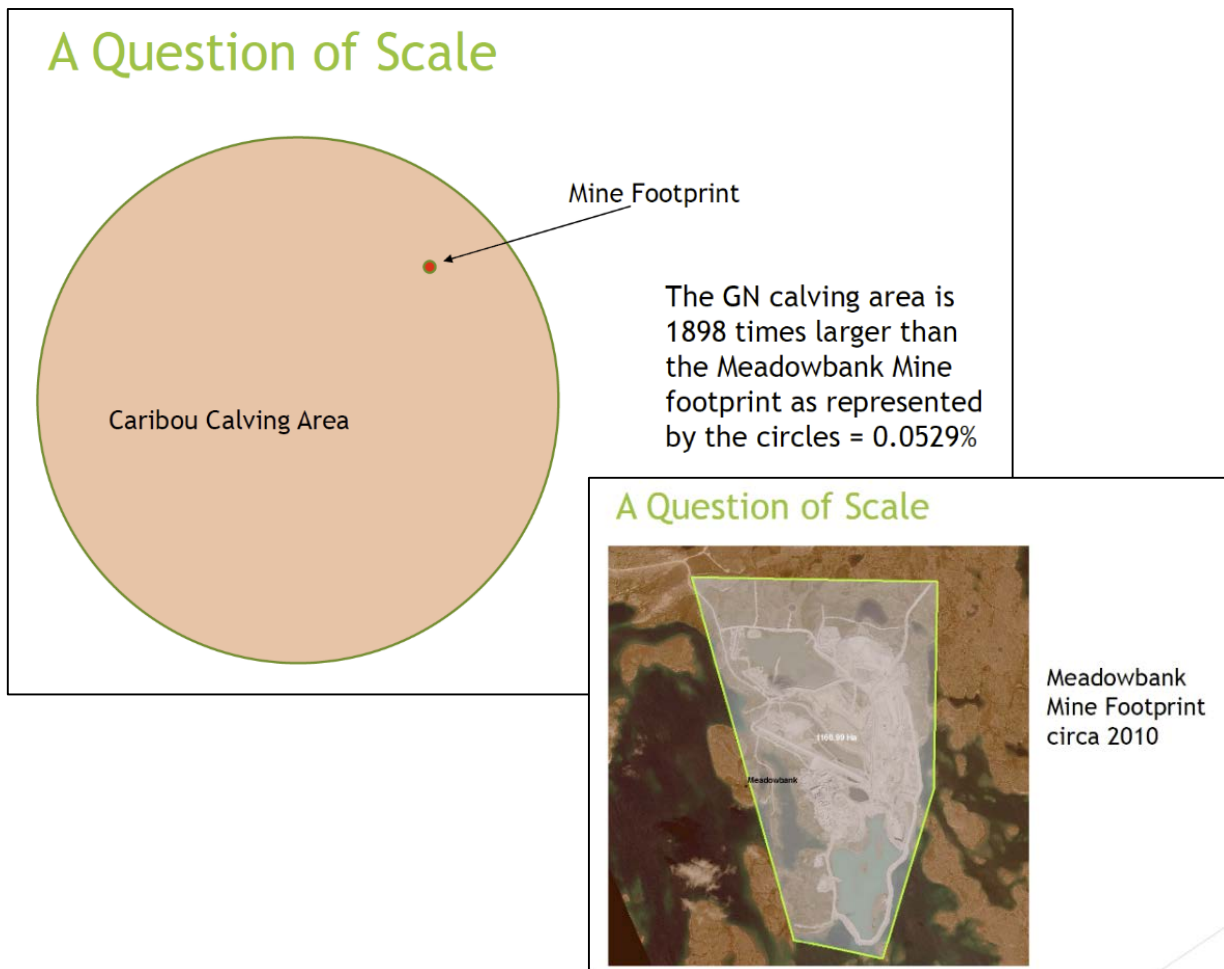 A Question of Scale
Mine Footprint
The GN calving area is
1898 times larger than
the Meadowbank Mine
footprint as represented
by the circles = 0.0529%
Caribou Calving Area
A Question of Scale
Meadowbank
Mine Footprint
circa 2010
Meadowbank